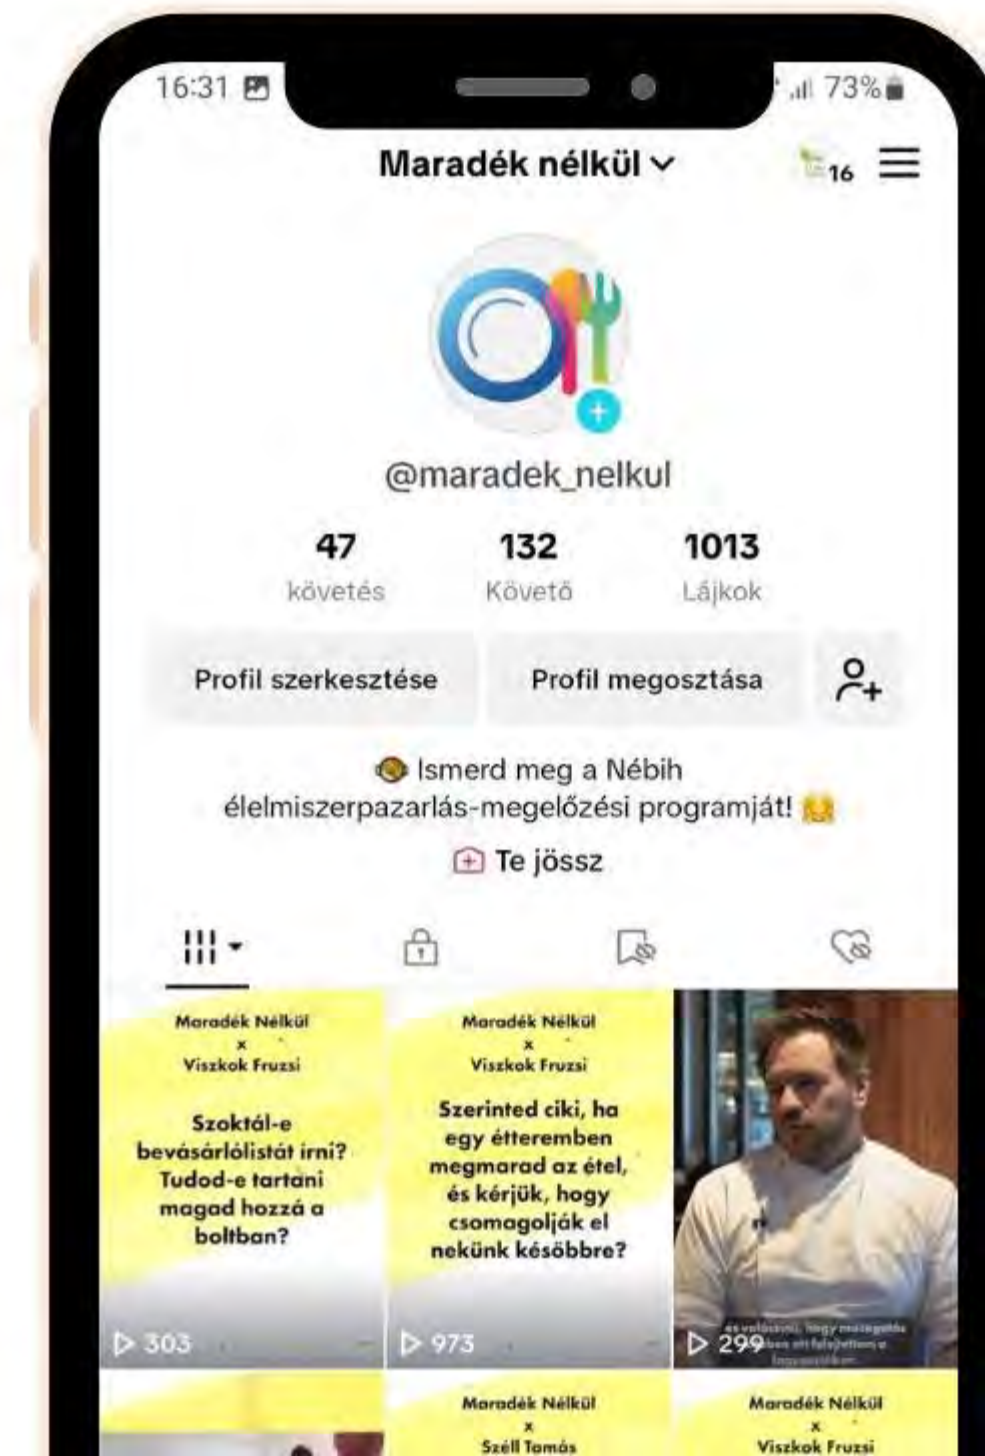 16:31
73%
Maradék nélkül
16
@maradek_nelkul
47 132 1013
követés Követő Lájkok
Profil szerkesztése Profil megosztása
Ismerd meg a Nébih
élelmiszerpazarlás-megelőzési programját!
Te jössz
Maradék Nélkül
x
Viszkok Fruzsi
Szoktál-e
bevásárlólistát írni?
Tudod-e tartani
magad hozzá a
boltban?
303
Maradék Nélkül
x
Viszkok Fruzsi
Szerinted ciki, ha
egy étteremben
megmarad az étel,
és kérjük, hogy
csomagolják el
nekünk későbbre?
973
299
Maradék Nélkül
x
Széll Tamás
Maradék Nélkül
x
Viszkok Fruzsi